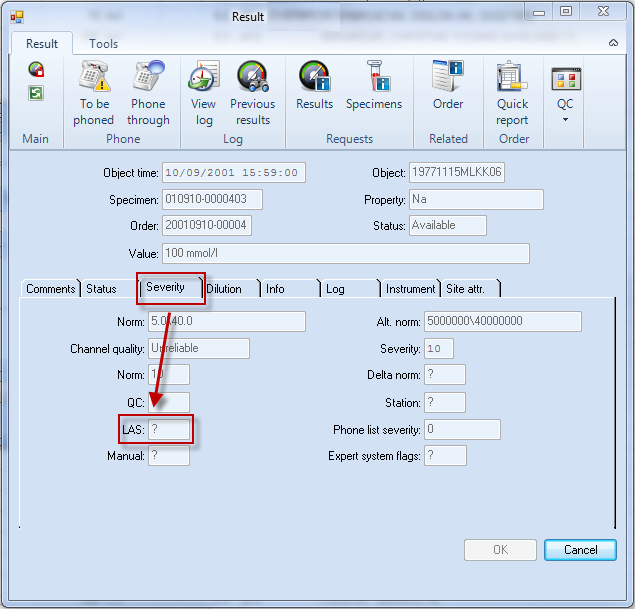 Result
Result Tools
To be phoned
Phone through
View log
Previous results
Results
Specimens
Order
Quick report
QC
Main Phone Log Requests Related Order
Object time: 10/09/2001 15:59:00 Object: 19771115MLKK06
Specimen: 010910-0000403 Property: Na
Order: 20010910-00004 Status: Available
Value: 100 mmol/l
Comments Status Severity Dilution Info Log Instrument Site attr.
Norm: 5.0\40.0 Alt. norm: 5000000\40000000
Channel quality: Unreliable Severity: 10
Norm: 10 Delta norm: ?
QC: Station: ?
LAS: ? Phone list severity: 0
Manual: ? Expert system flags: ?
OK Cancel